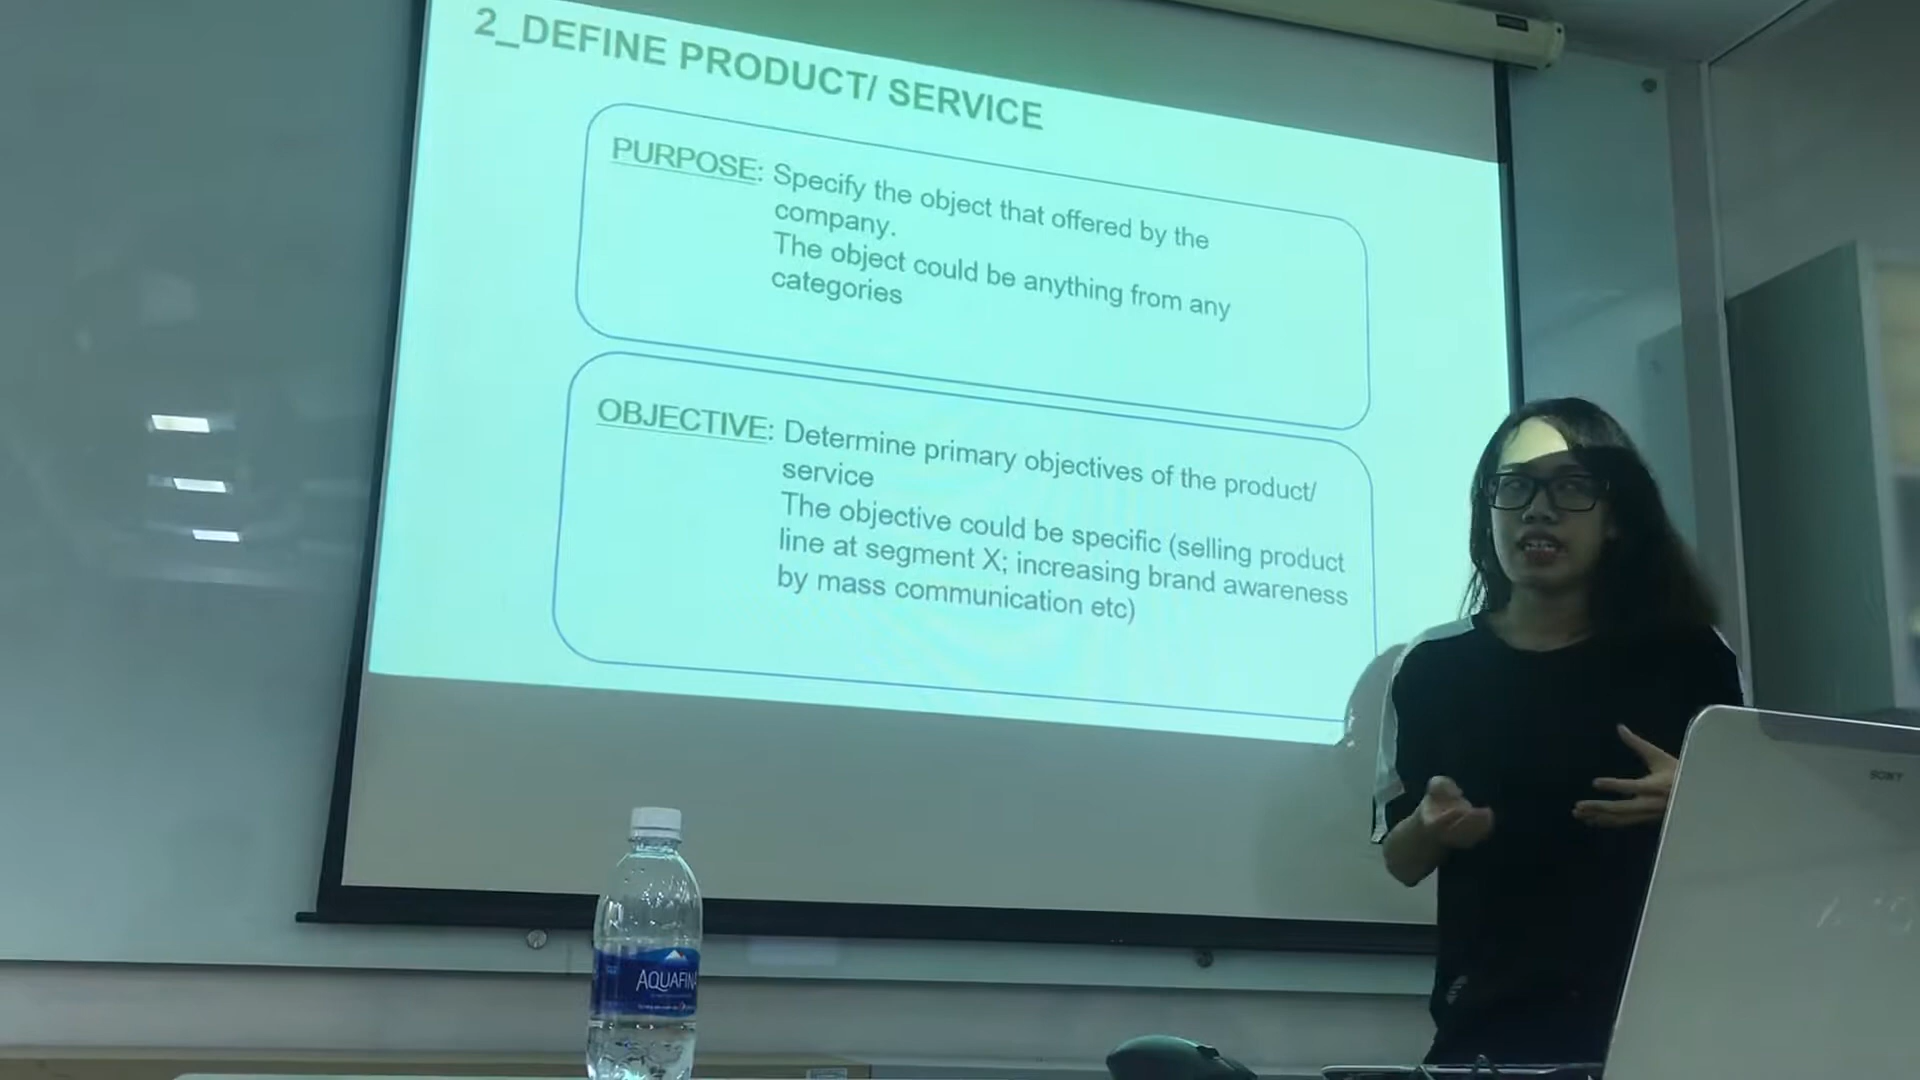 2_DEFINE PRODUCT/ SERVICE
PURPOSE: Specify the object that offered by the
company.
The object could be anything from any
categories
OBJECTIVE: Determine primary objectives of the product/
service
The objective could be specific (selling product
line at segment X; increasing brand awareness
by mass communication etc)
SONY
AQUAFINA